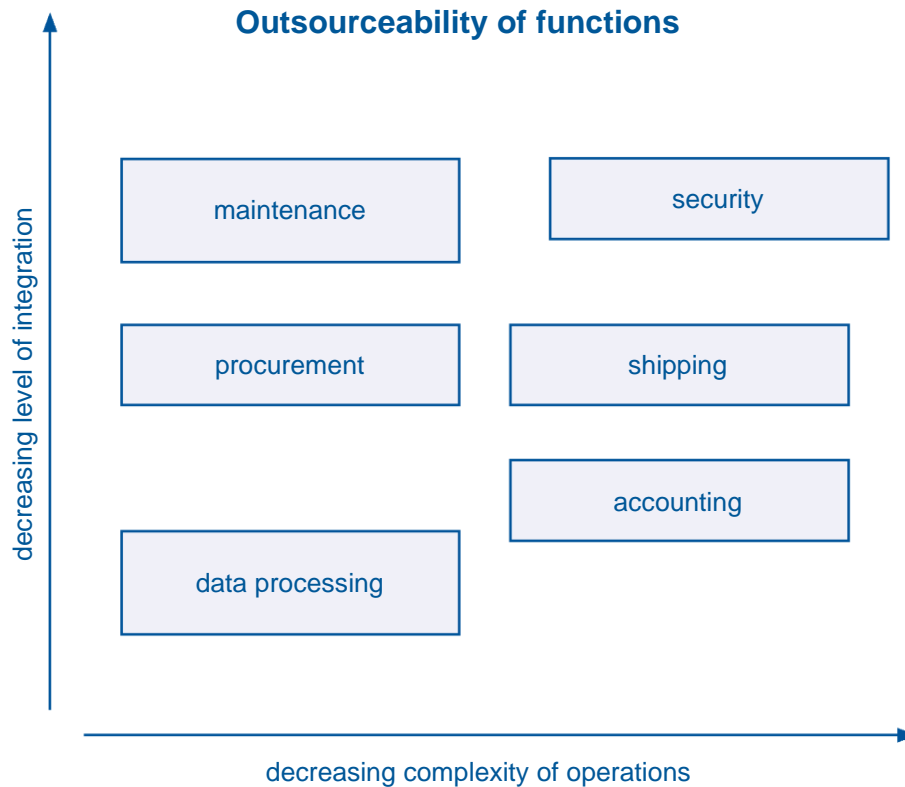 Outsourceability of functions
decreasing level of integration
maintenance
security
procurement
shipping
accounting
data processing
decreasing complexity of operations